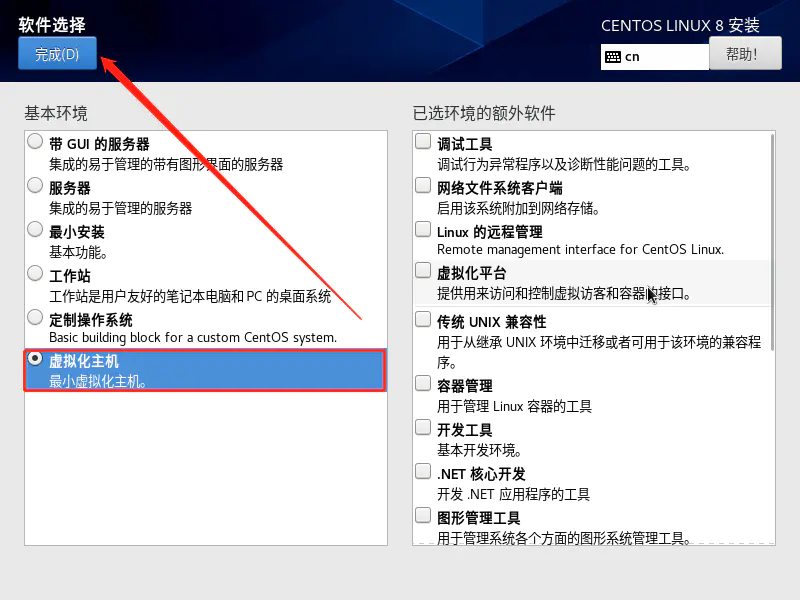 软件选择
CENTOS LINUX 8 安装
完成(D)
cn
帮助!
基本环境
带 GUI 的服务器
集成的易于管理的带有图形界面的服务器
服务器
集成的易于管理的服务器
最小安装
基本功能。
工作站
工作站是用户友好的笔记本电脑和 PC 的桌面系统
定制操作系统
Basic building block for a custom CentOS system.
虚拟化主机
最小虚拟化主机。
已选环境的额外软件
调试工具
调试行为异常程序以及诊断性能问题的工具。
网络文件系统客户端
启用该系统附加到网络存储。
Linux 的远程管理
Remote management interface for CentOS Linux.
虚拟化平台
提供用来访问和控制虚拟访客和容器的接口。
传统 UNIX 兼容性
用于从继承 UNIX 环境中迁移或者可用于该环境的兼容程
序。
容器管理
用于管理 Linux 容器的工具
开发工具
基本开发环境。
.NET 核心开发
开发 .NET 应用程序的工具
图形管理工具
用于管理系统各个方面的图形系统管理工具。